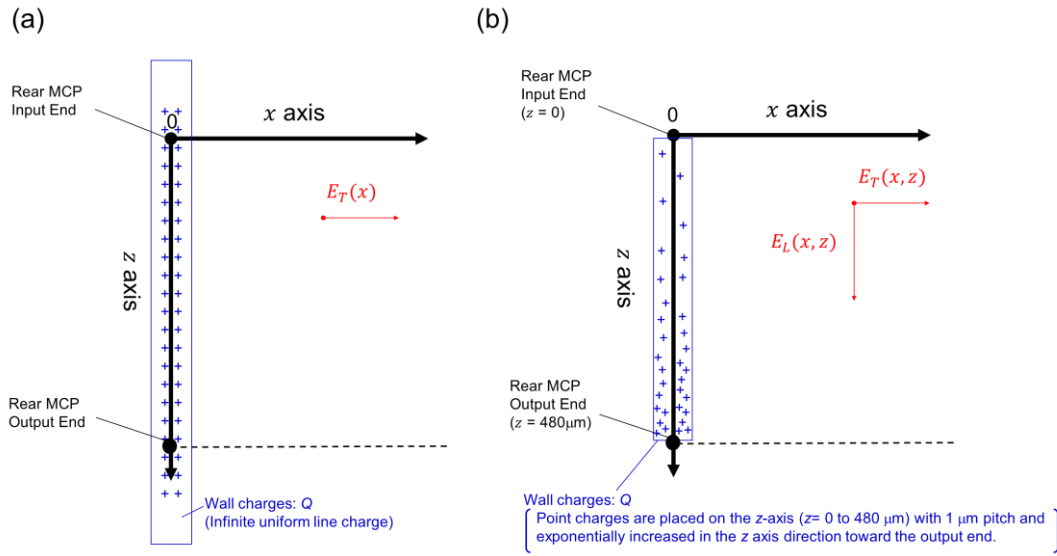 (a)
Rear MCP
Input End
0
x axis
E_T(x)
z axis
Rear MCP
Output End
Wall charges: Q
(Infinite uniform line charge)
(b)
Rear MCP
Input End
(z = 0)
0
x axis
E_T(x, z)
E_L(x, z)
z axis
Rear MCP
Output End
(z = 480μm)
Wall charges: Q
Point charges are placed on the z-axis (z= 0 to 480 μm) with 1 μm pitch and
exponentially increased in the z axis direction toward the output end.